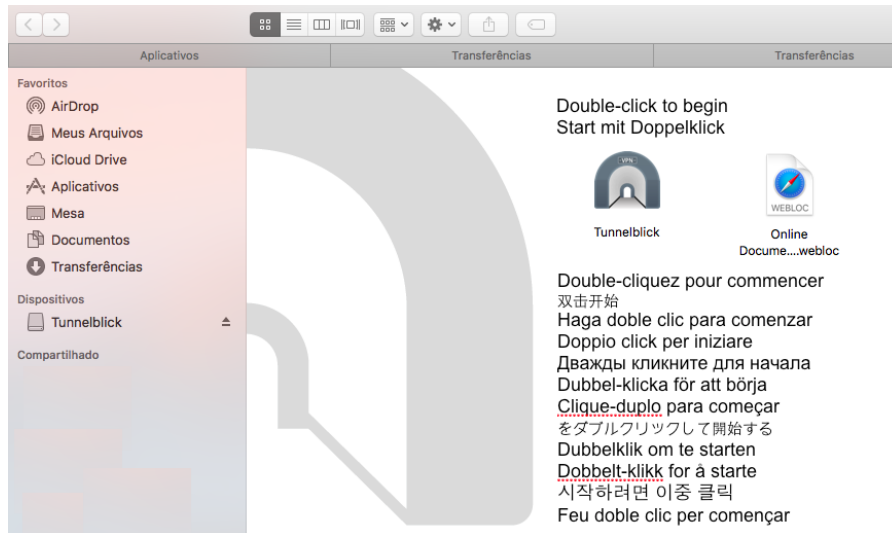 Aplicativos
Transferências
Transferências
Favoritos
AirDrop
Meus Arquivos
iCloud Drive
Aplicativos
Mesa
Documentos
Transferências
Dispositivos
Tunnelblick
Compartilhado
Double-click to begin
Start mit Doppelklick
VPN
WEBLOC
Tunnelblick
Online
Docume....webloc
Double-cliquez pour commencer
双击开始
Haga doble clic para comenzar
Doppio click per iniziare
Дважды кликните для начала
Dubbel-klicka för att börja
Clique-duplo para começar
をダブルクリックして開始する
Dubbelklik om te starten
Dobbelt-klikk for å starte
시작하려면 이중 클릭
Feu doble clic per començar